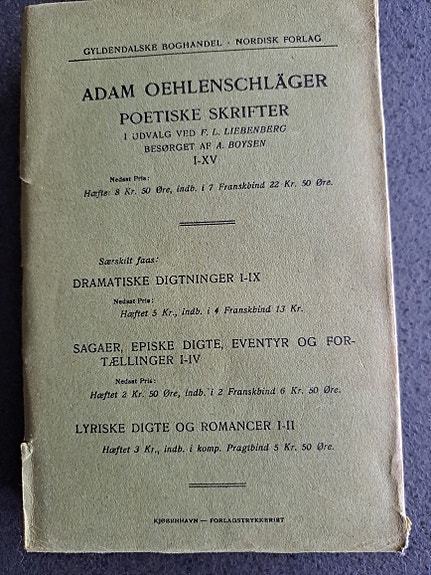 GYLDENDALSKE BOGHANDEL - NORDISK FORLAG
ADAM OEHLENSCHLÄGER
POETISKE SKRIFTER
I UDVALG VED F. L. LIEBENBERG
BESØRGET AF A. BOYSEN
I-XV
Nedsat Pris:
Hæftet 8 Kr. 50 Øre, indb. i 7 Franskbind 22 Kr. 50 Øre.
Særskilt faas:
DRAMATISKE DIGTNINGER I-IX
Nedsat Pris:
Hæftet 5 Kr., indb. i 4 Franskbind 13 Kr.
SAGAER, EPISKE DIGTE, EVENTYR OG FOR-
TÆLLINGER I-IV
Nedsat Pris:
Hæftet 2 Kr. 50 Øre, indb. i 2 Franskbind 6 Kr. 50 Øre.
LYRISKE DIGTE OG ROMANCER I-II
Hæftet 3 Kr., indb. i komp. Pragtbind 5 Kr. 50 Øre.
KJØBENHAVN — FORLAGSTRYKKERIET